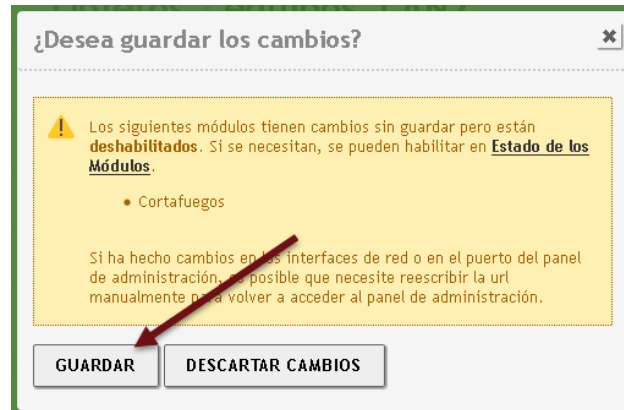 ¿Desea guardar los cambios?
Los siguientes módulos tienen cambios sin guardar pero están
deshabilitados. Si se necesitan, se pueden habilitar en Estado de los
Módulos.
• Cortafuegos
Si ha hecho cambios en los interfaces de red o en el puerto del panel
de administración, es posible que necesite reescribir la url
manualmente para volver a acceder al panel de administración.
GUARDAR DESCARTAR CAMBIOS